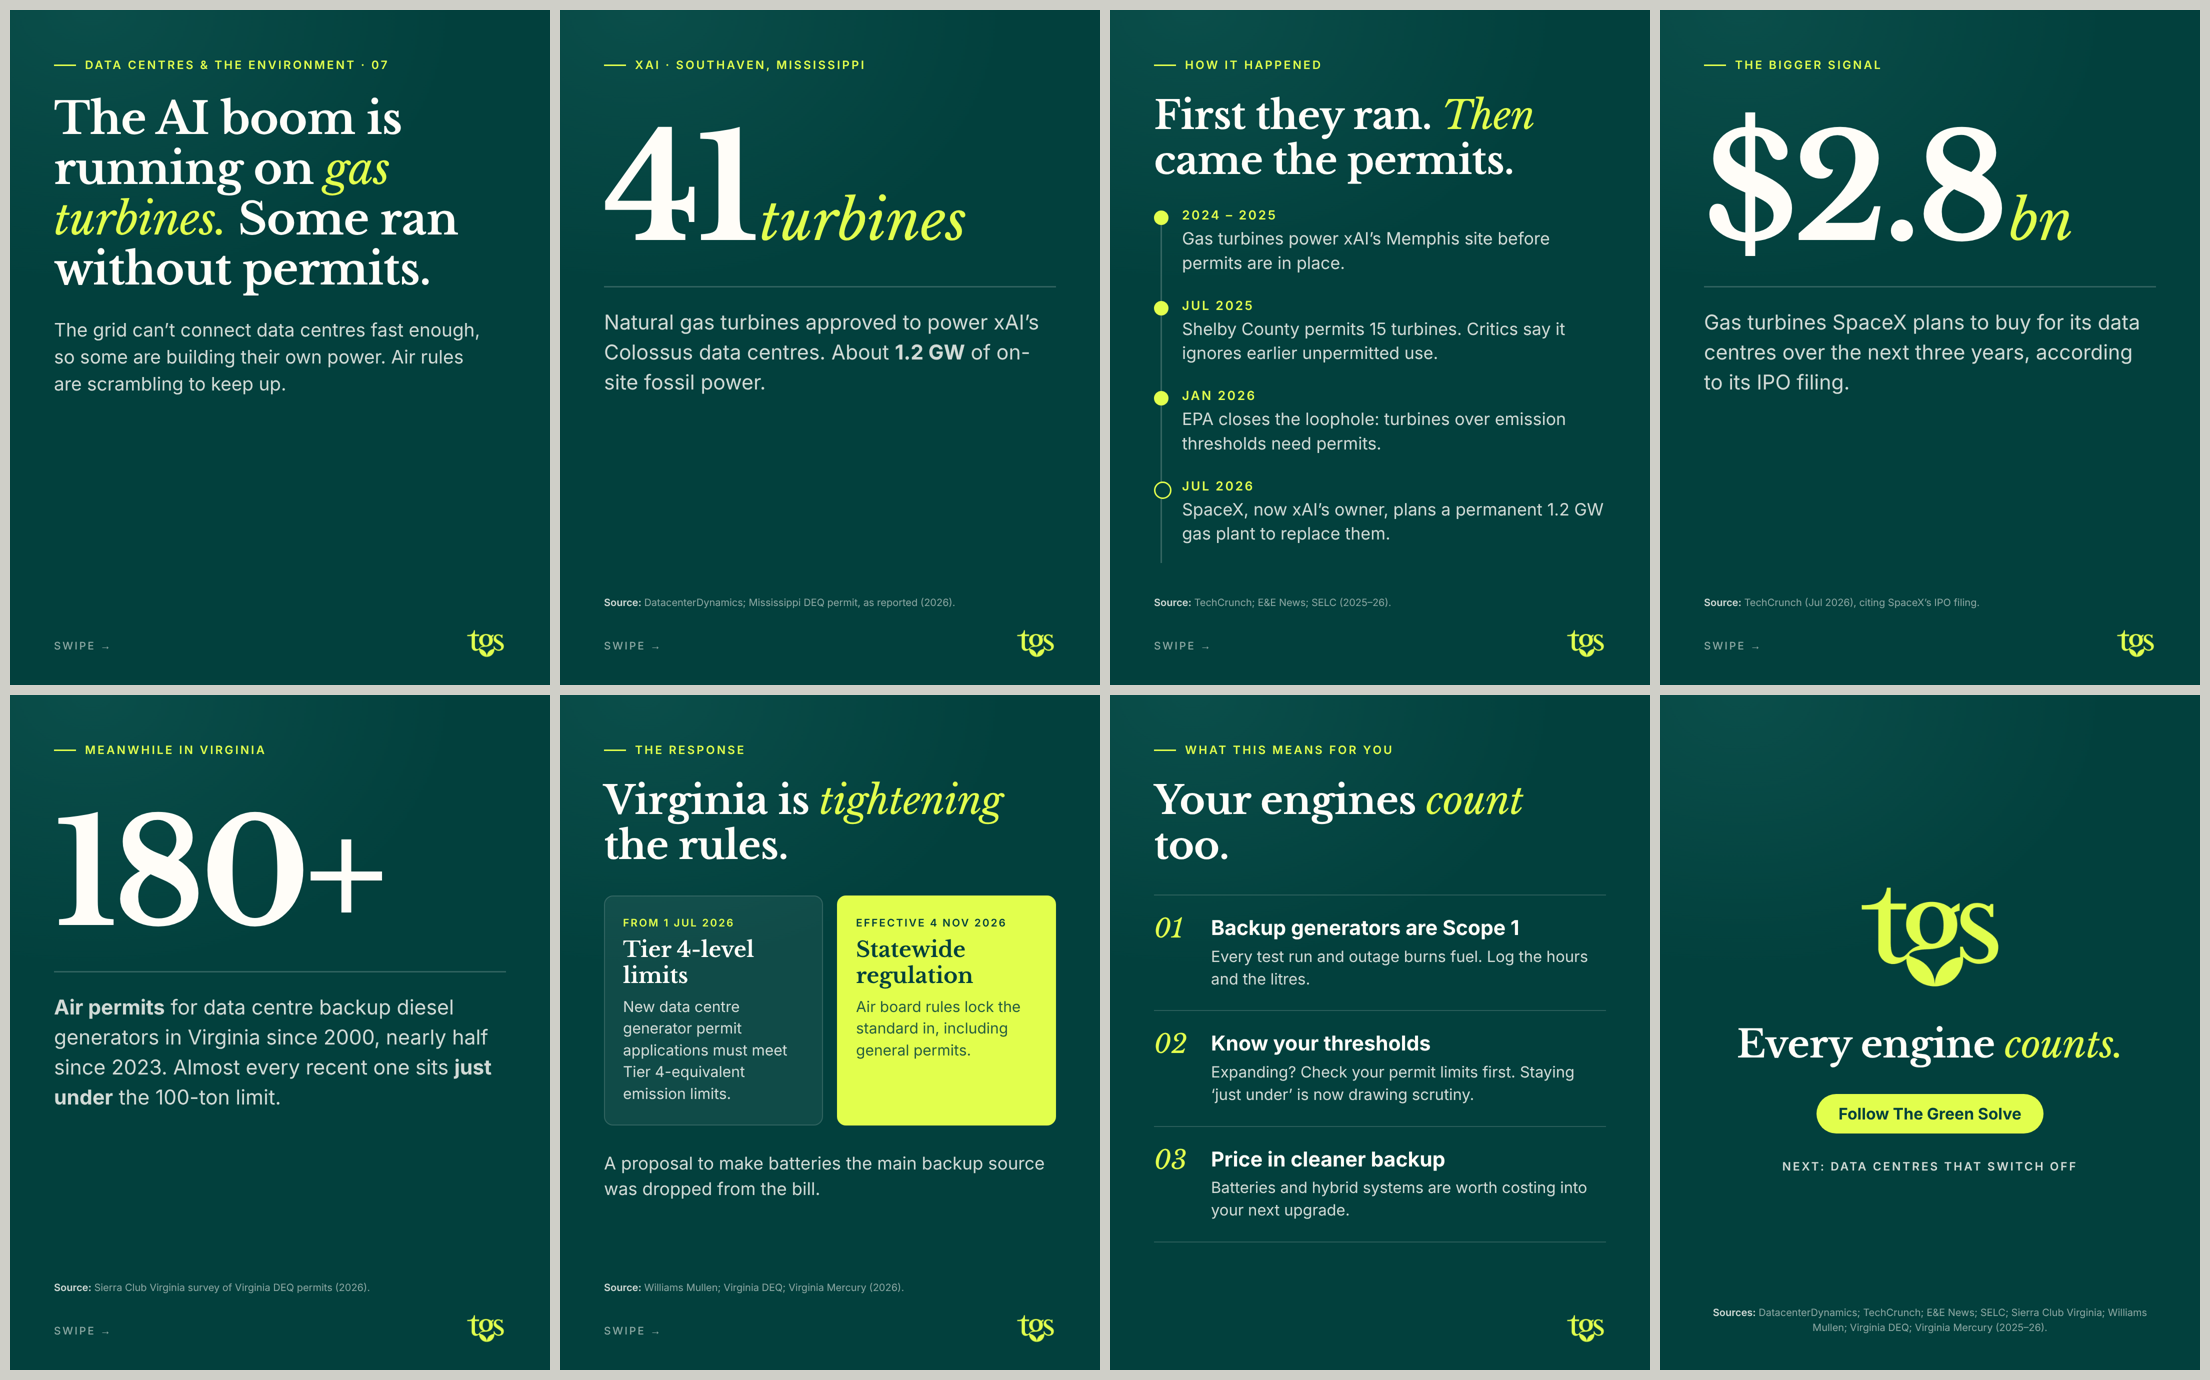 DATA CENTRES & THE ENVIRONMENT · 07
The AI boom is
running on gas
turbines. Some ran
without permits.
The grid can’t connect data centres fast enough,
so some are building their own power. Air rules
are scrambling to keep up.
SWIPE →
tgs
XAI · SOUTHAVEN, MISSISSIPPI
41 turbines
Natural gas turbines approved to power xAI’s
Colossus data centres. About 1.2 GW of on-
site fossil power.
Source: DatacenterDynamics; Mississippi DEQ permit, as reported (2026).
SWIPE →
tgs
HOW IT HAPPENED
First they ran. Then
came the permits.
2024 – 2025
Gas turbines power xAI’s Memphis site before
permits are in place.
JUL 2025
Shelby County permits 15 turbines. Critics say it
ignores earlier unpermitted use.
JAN 2026
EPA closes the loophole: turbines over emission
thresholds need permits.
JUL 2026
SpaceX, now xAI’s owner, plans a permanent 1.2 GW
gas plant to replace them.
Source: TechCrunch; E&E News; SELC (2025–26).
SWIPE →
tgs
THE BIGGER SIGNAL
$2.8bn
Gas turbines SpaceX plans to buy for its data
centres over the next three years, according
to its IPO filing.
Source: TechCrunch (Jul 2026), citing SpaceX’s IPO filing.
SWIPE →
tgs
MEANWHILE IN VIRGINIA
180+
Air permits for data centre backup diesel
generators in Virginia since 2000, nearly half
since 2023. Almost every recent one sits just
under the 100-ton limit.
Source: Sierra Club Virginia survey of Virginia DEQ permits (2026).
SWIPE →
tgs
THE RESPONSE
Virginia is tightening
the rules.
FROM 1 JUL 2026
Tier 4-level
limits
New data centre
generator permit
applications must meet
Tier 4-equivalent
emission limits.
EFFECTIVE 4 NOV 2026
Statewide
regulation
Air board rules lock the
standard in, including
general permits.
A proposal to make batteries the main backup source
was dropped from the bill.
Source: Williams Mullen; Virginia DEQ; Virginia Mercury (2026).
SWIPE →
tgs
WHAT THIS MEANS FOR YOU
Your engines count
too.
01
Backup generators are Scope 1
Every test run and outage burns fuel. Log the hours
and the litres.
02
Know your thresholds
Expanding? Check your permit limits first. Staying
‘just under’ is now drawing scrutiny.
03
Price in cleaner backup
Batteries and hybrid systems are worth costing into
your next upgrade.
tgs
tgs
Every engine counts.
Follow The Green Solve
NEXT: DATA CENTRES THAT SWITCH OFF
Sources: DatacenterDynamics; TechCrunch; E&E News; SELC; Sierra Club Virginia; Williams
Mullen; Virginia DEQ; Virginia Mercury (2025–26).